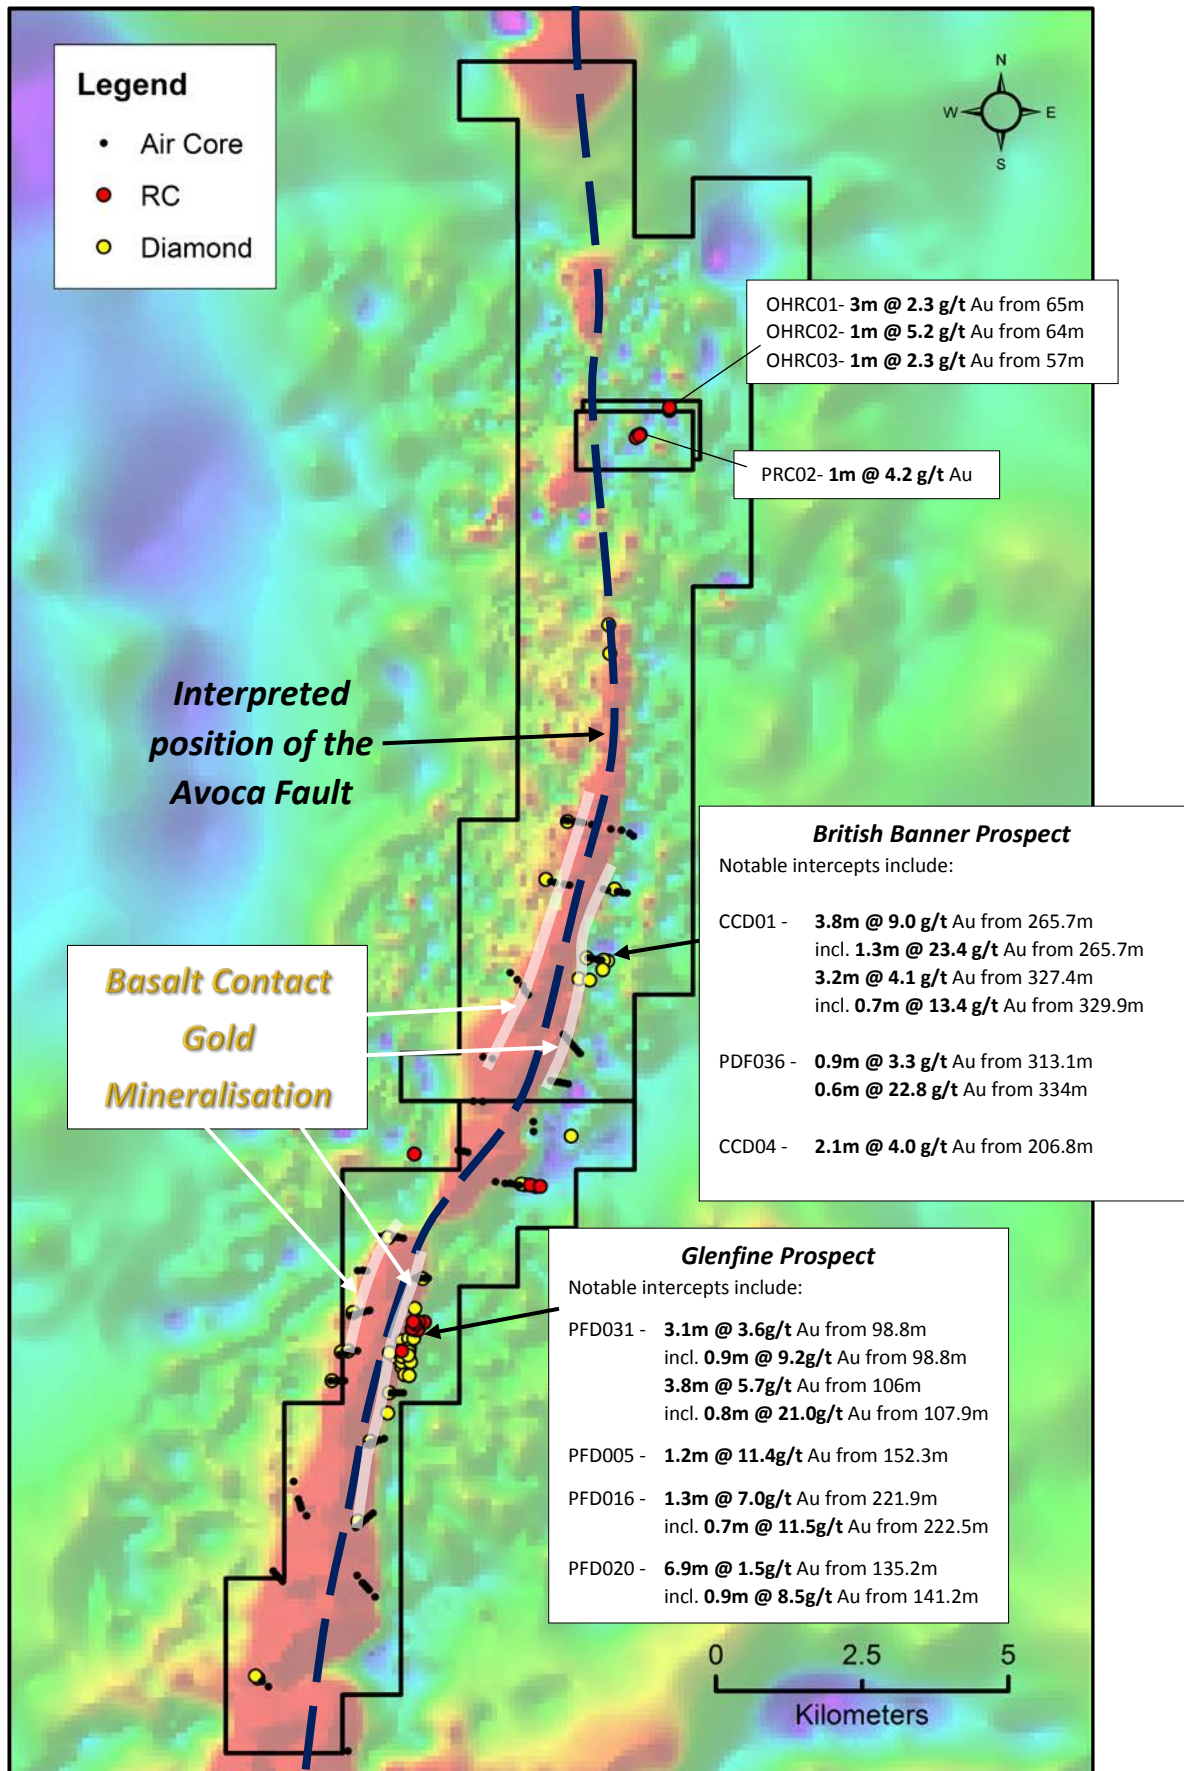 Legend
Air Core
RC
Diamond
N
W
E
S
OHRC01- 3m @ 2.3 g/t Au from 65m
OHRC02- 1m @ 5.2 g/t Au from 64m
OHRC03- 1m @ 2.3 g/t Au from 57m
PRC02- 1m @ 4.2 g/t Au
Interpreted
position of the
Avoca Fault
British Banner Prospect
Notable intercepts include:
CCD01 - 3.8m @ 9.0 g/t Au from 265.7m
incl. 1.3m @ 23.4 g/t Au from 265.7m
3.2m @ 4.1 g/t Au from 327.4m
incl. 0.7m @ 13.4 g/t Au from 329.9m
PDF036 - 0.9m @ 3.3 g/t Au from 313.1m
0.6m @ 22.8 g/t Au from 334m
CCD04 - 2.1m @ 4.0 g/t Au from 206.8m
Basalt Contact
Gold
Mineralisation
Glenfine Prospect
Notable intercepts include:
PFD031 - 3.1m @ 3.6g/t Au from 98.8m
incl. 0.9m @ 9.2g/t Au from 98.8m
3.8m @ 5.7g/t Au from 106m
incl. 0.8m @ 21.0g/t Au from 107.9m
PFD005 - 1.2m @ 11.4g/t Au from 152.3m
PFD016 - 1.3m @ 7.0g/t Au from 221.9m
incl. 0.7m @ 11.5g/t Au from 222.5m
PFD020 - 6.9m @ 1.5g/t Au from 135.2m
incl. 0.9m @ 8.5g/t Au from 141.2m
0 2.5 5
Kilometers